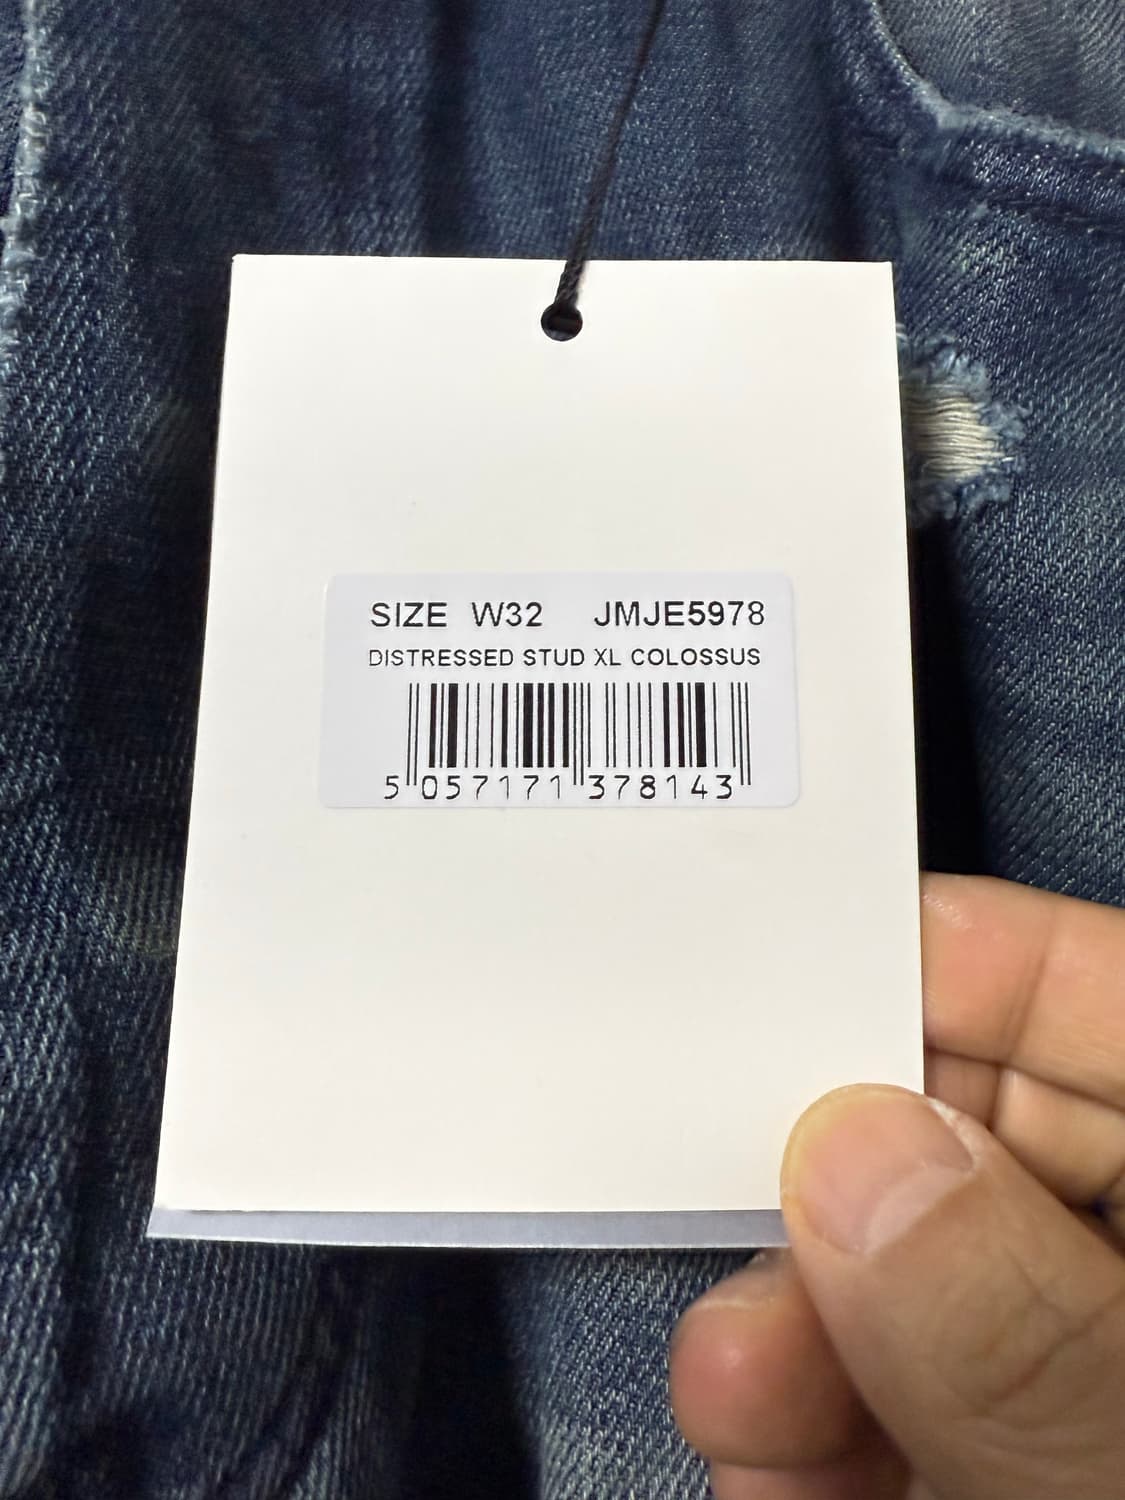 SIZE W32 JMJE5978
DISTRESSED STUD XL COLOSSUS
5 057171 378143